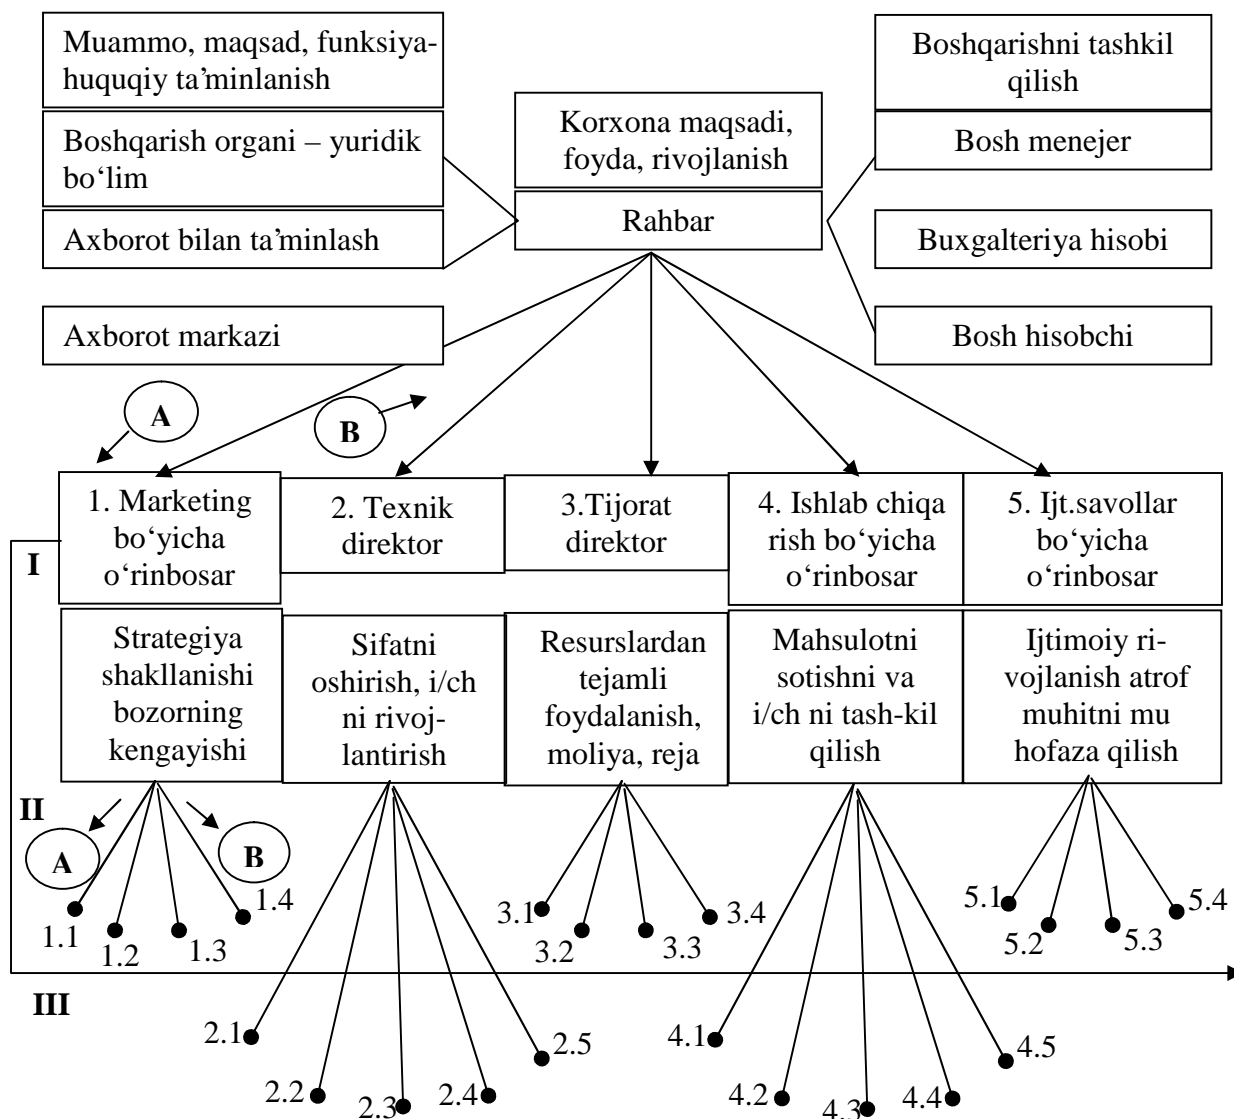 Muammo, maqsad, funksiya-
huquqiy ta’minlanish
Boshqarish organi – yuridik
bo‘lim
Axborot bilan ta’minlash
Axborot markazi
Korxona maqsadi,
foyda, rivojlanish
Rahbar
Boshqarishni tashkil
qilish
Bosh menejer
Buxgalteriya hisobi
Bosh hisobchi
A
B
I
1. Marketing
bo‘yicha
o‘rinbosar
2. Texnik
direktor
3.Tijorat
direktor
4. Ishlab chiqa
rish bo‘yicha
o‘rinbosar
5. Ijt.savollar
bo‘yicha
o‘rinbosar
Strategiya
shakllanishi
bozorning
kengayishi
Sifatni
oshirish, i/ch
ni rivoj-
lantirish
Resurslardan
tejamli
foydalanish,
moliya, reja
Mahsulotni
sotishni va
i/ch ni tash-kil
qilish
Ijtimoiy ri-
vojlanish atrof
muhitni mu
hofaza qilish
II
A
B
1.1
1.2
1.3
1.4
3.1
3.2
3.3
3.4
5.1
5.2
5.3
5.4
III
2.1
2.2
2.3
2.4
2.5
4.1
4.2
4.3
4.4
4.5